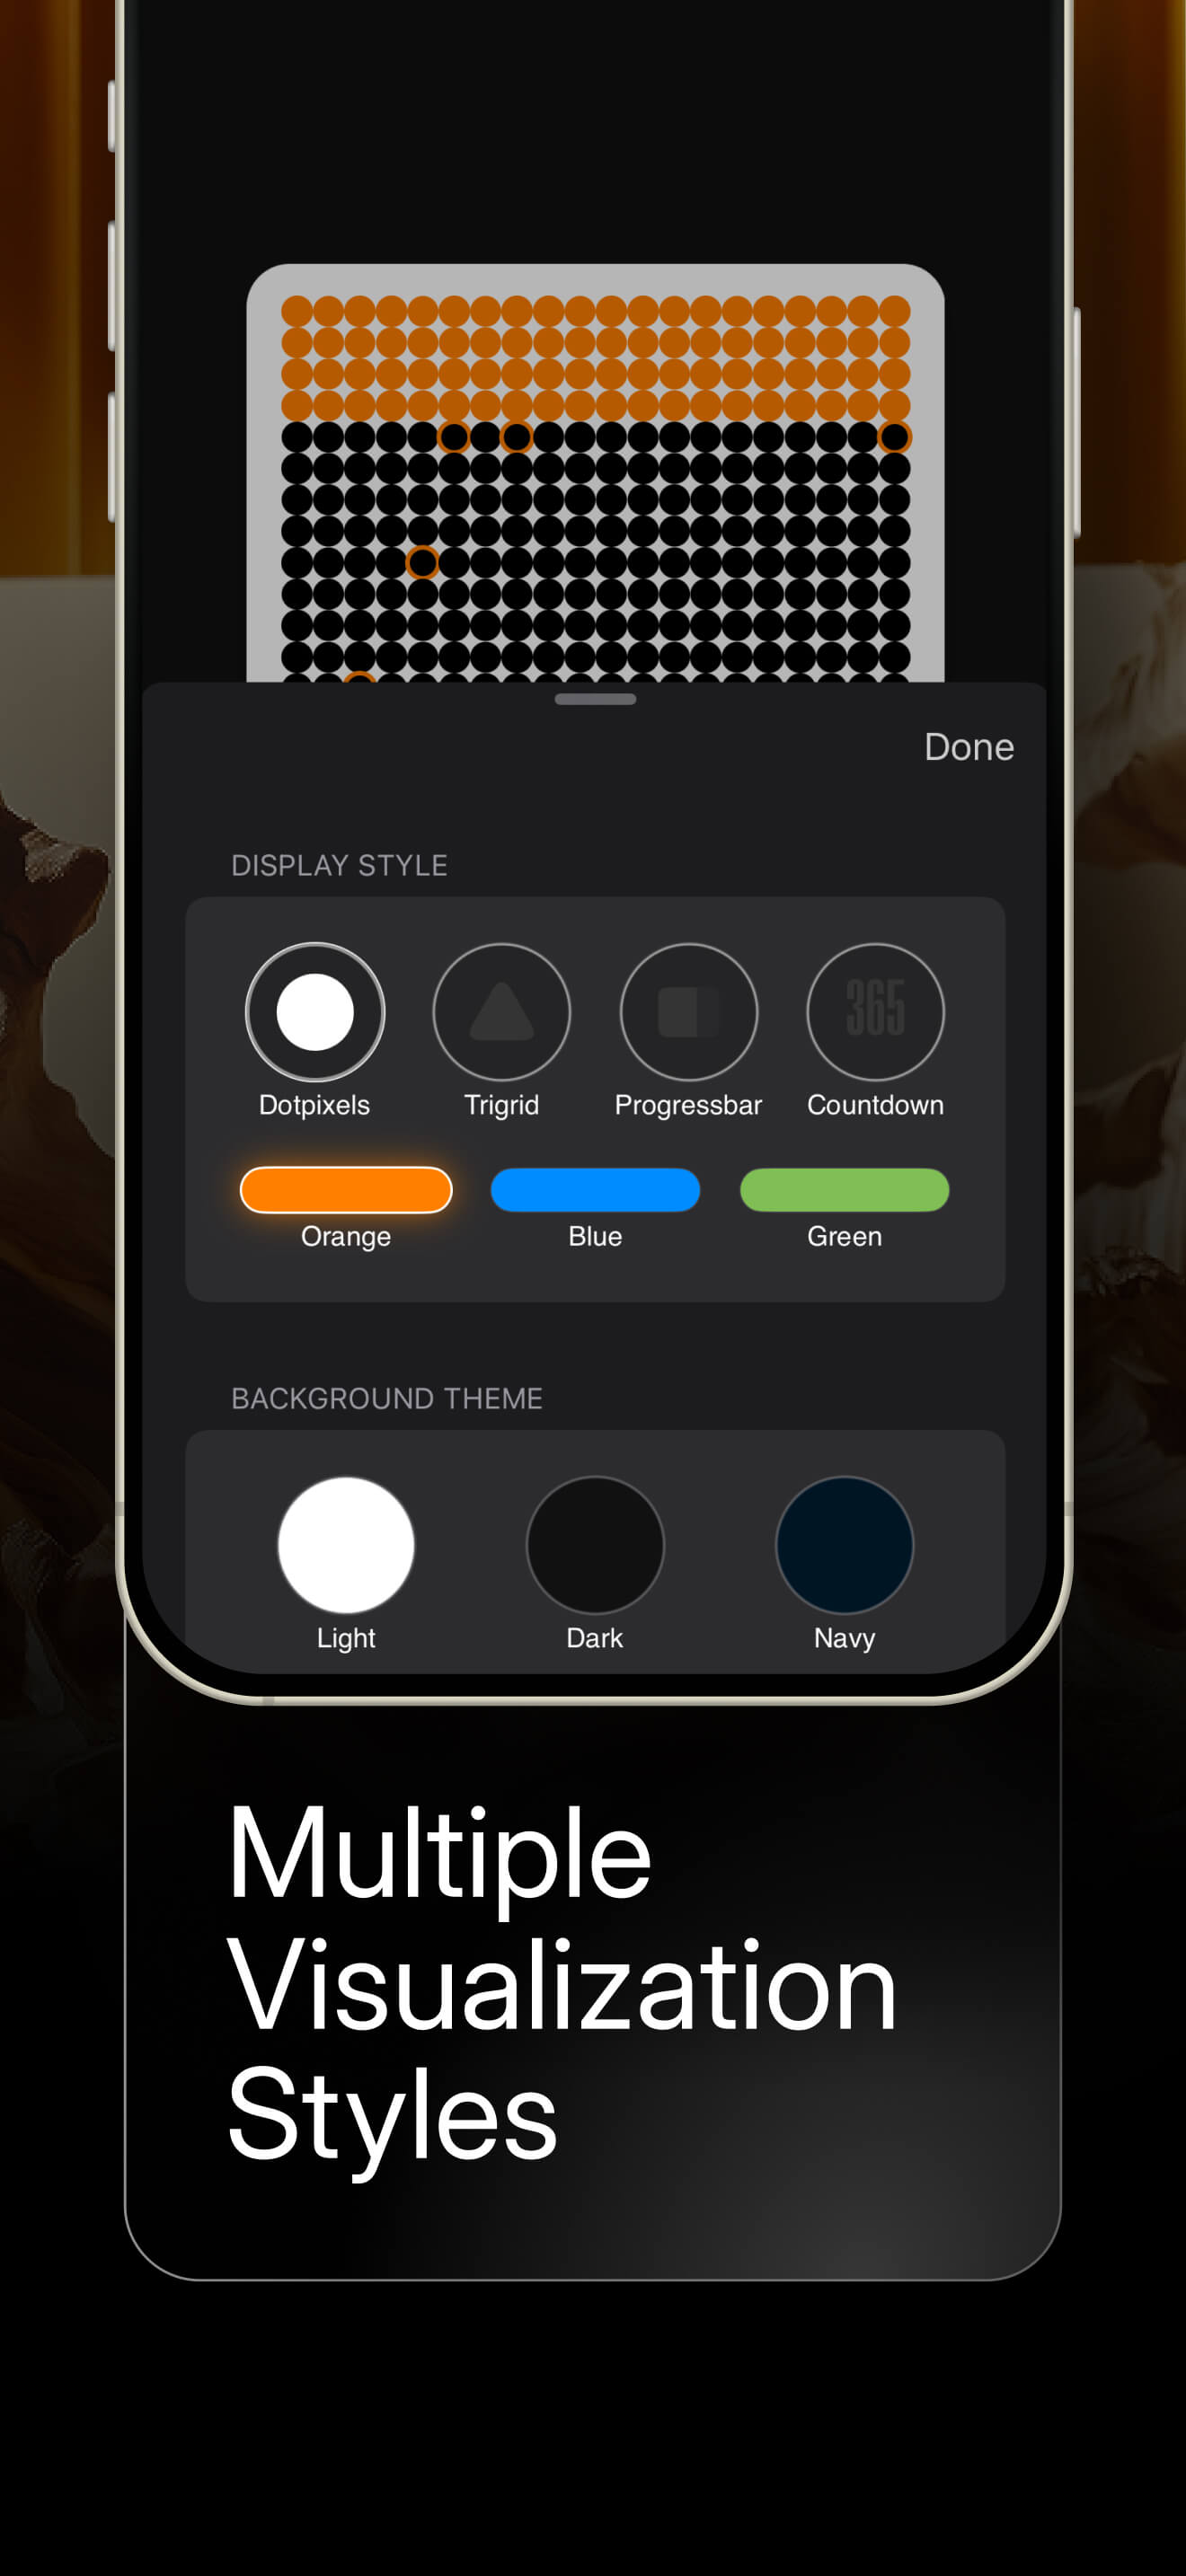 Done
DISPLAY STYLE
365
Dotpixels Trigrid Progressbar Countdown
Orange Blue Green
BACKGROUND THEME
Light Dark Navy
Multiple
Visualization
Styles